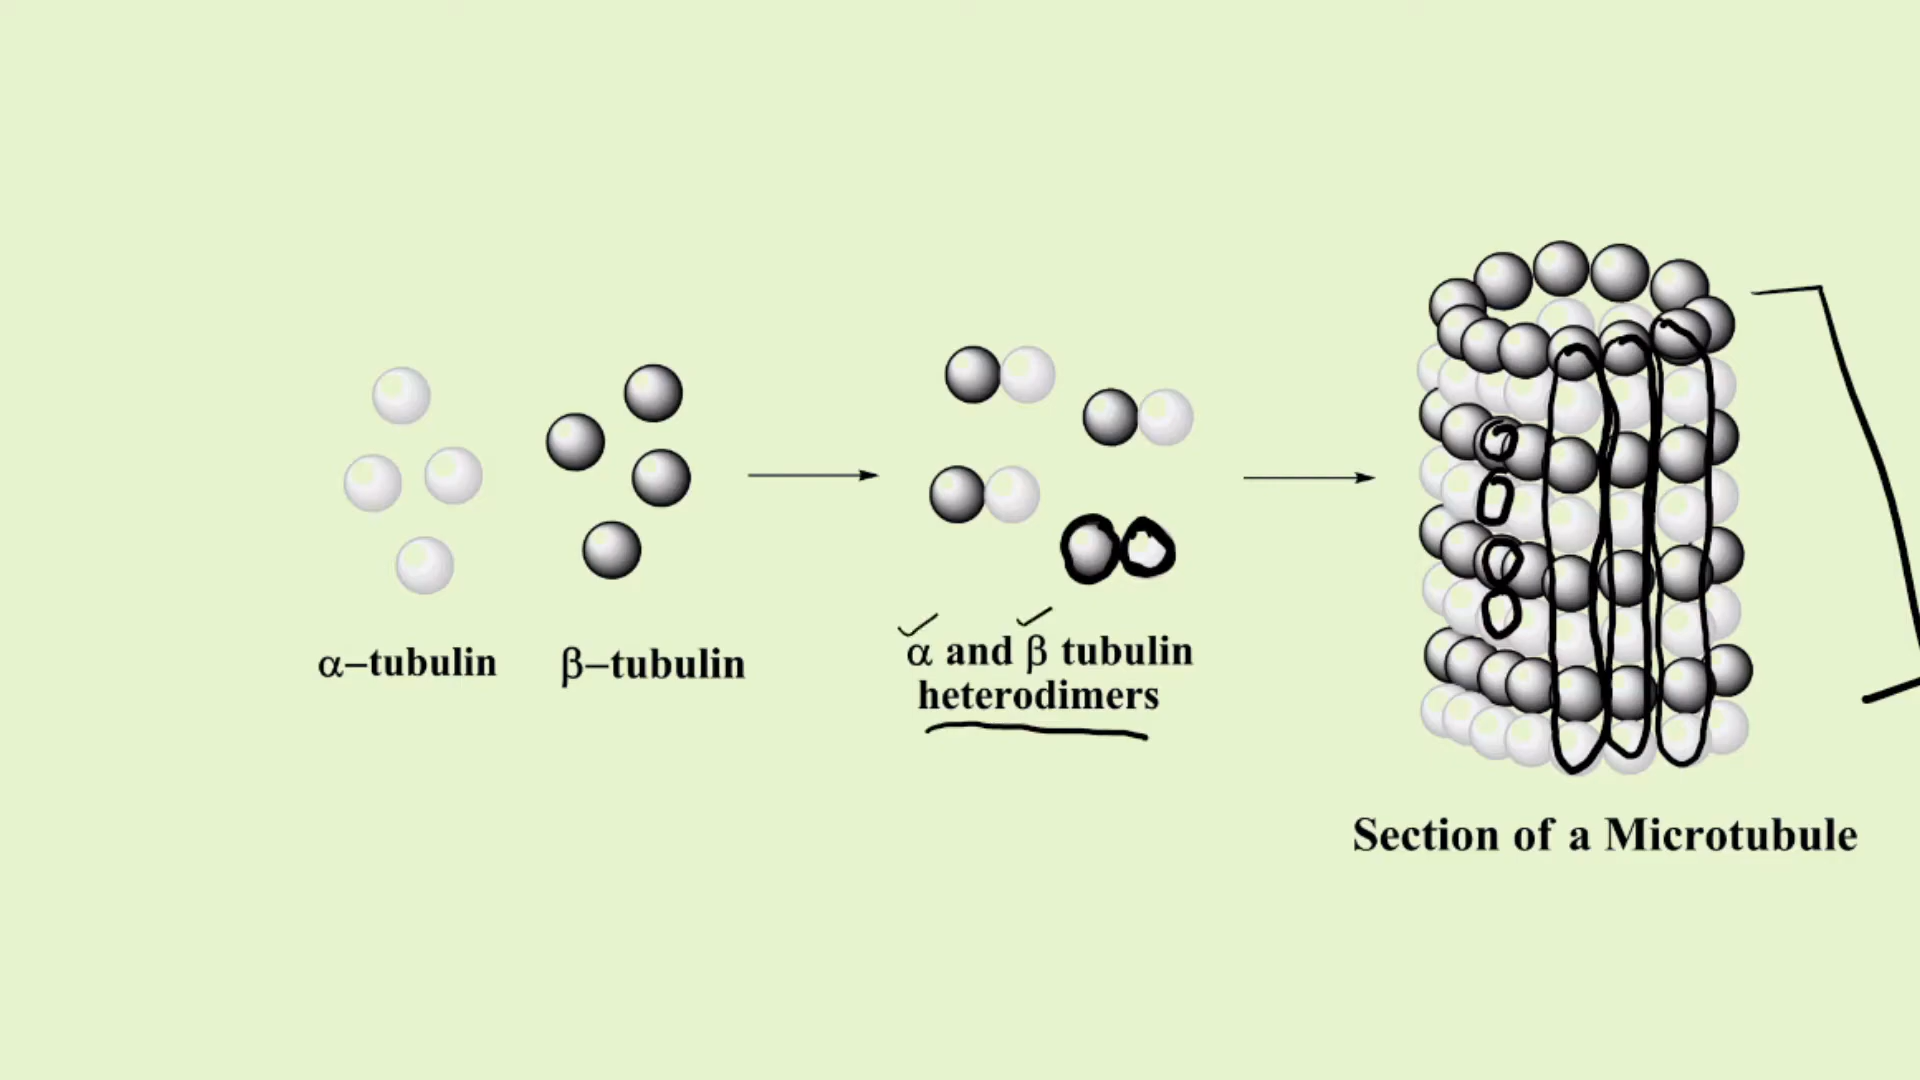 α–tubulin
β–tubulin
α and β tubulin
heterodimers
Section of a Microtubule